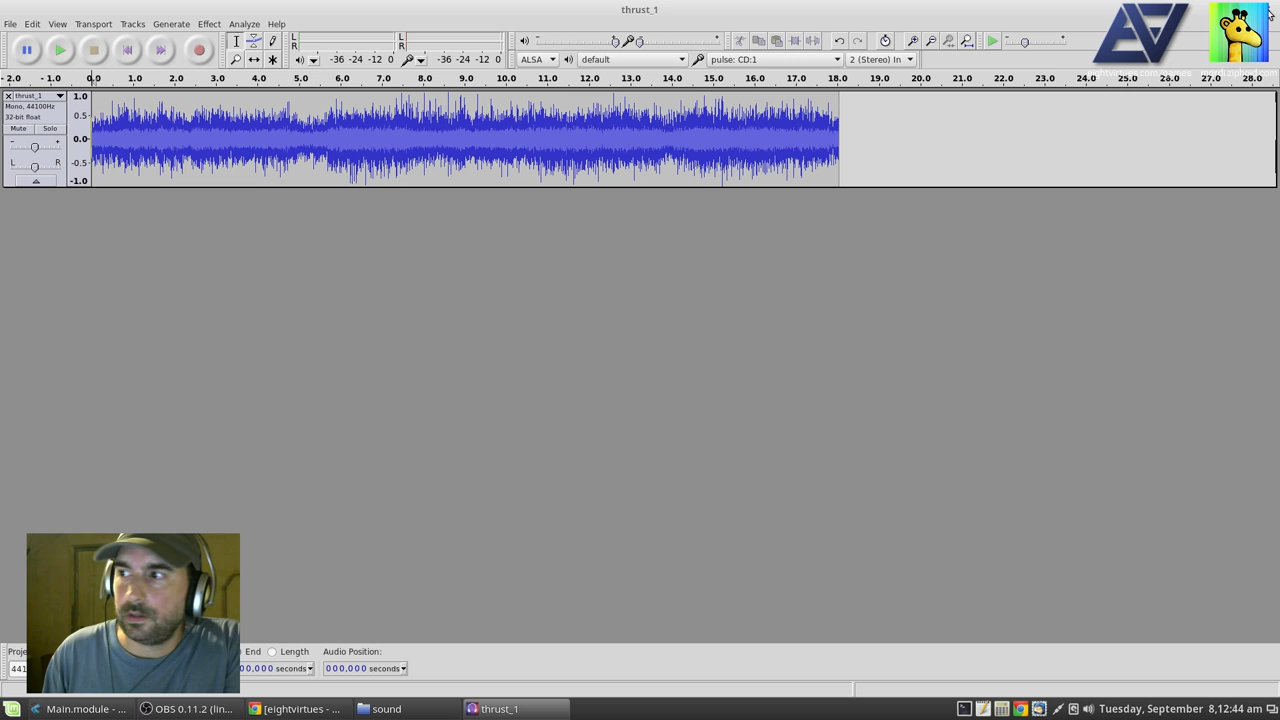 thrust_1
File Edit View Transport Tracks Generate Effect Analyze Help
L
R
L
R
-36 -24 -12 0
-36 -24 -12 0
ALSA
default
pulse: CD:1
2 (Stereo) In
- 2.0 - 1.0 0.0 1.0 2.0 3.0 4.0 5.0 6.0 7.0 8.0 9.0 10.0 11.0 12.0 13.0 14.0 15.0 16.0 17.0 18.0 19.0 20.0 21.0 22.0 23.0 24.0 25.0 26.0 27.0 28.0
thrust_1
Mono, 44100Hz
32-bit float
Mute Solo
- +
L R
1.0
0.5
0.0
-0.5
-1.0
End Length Audio Position:
441
00,000 seconds
000,000 seconds
Main.module - ...
OBS 0.11.2 (lin...
[eightvirtues - ...
sound
thrust_1
Tuesday, September 8, 12:44 am